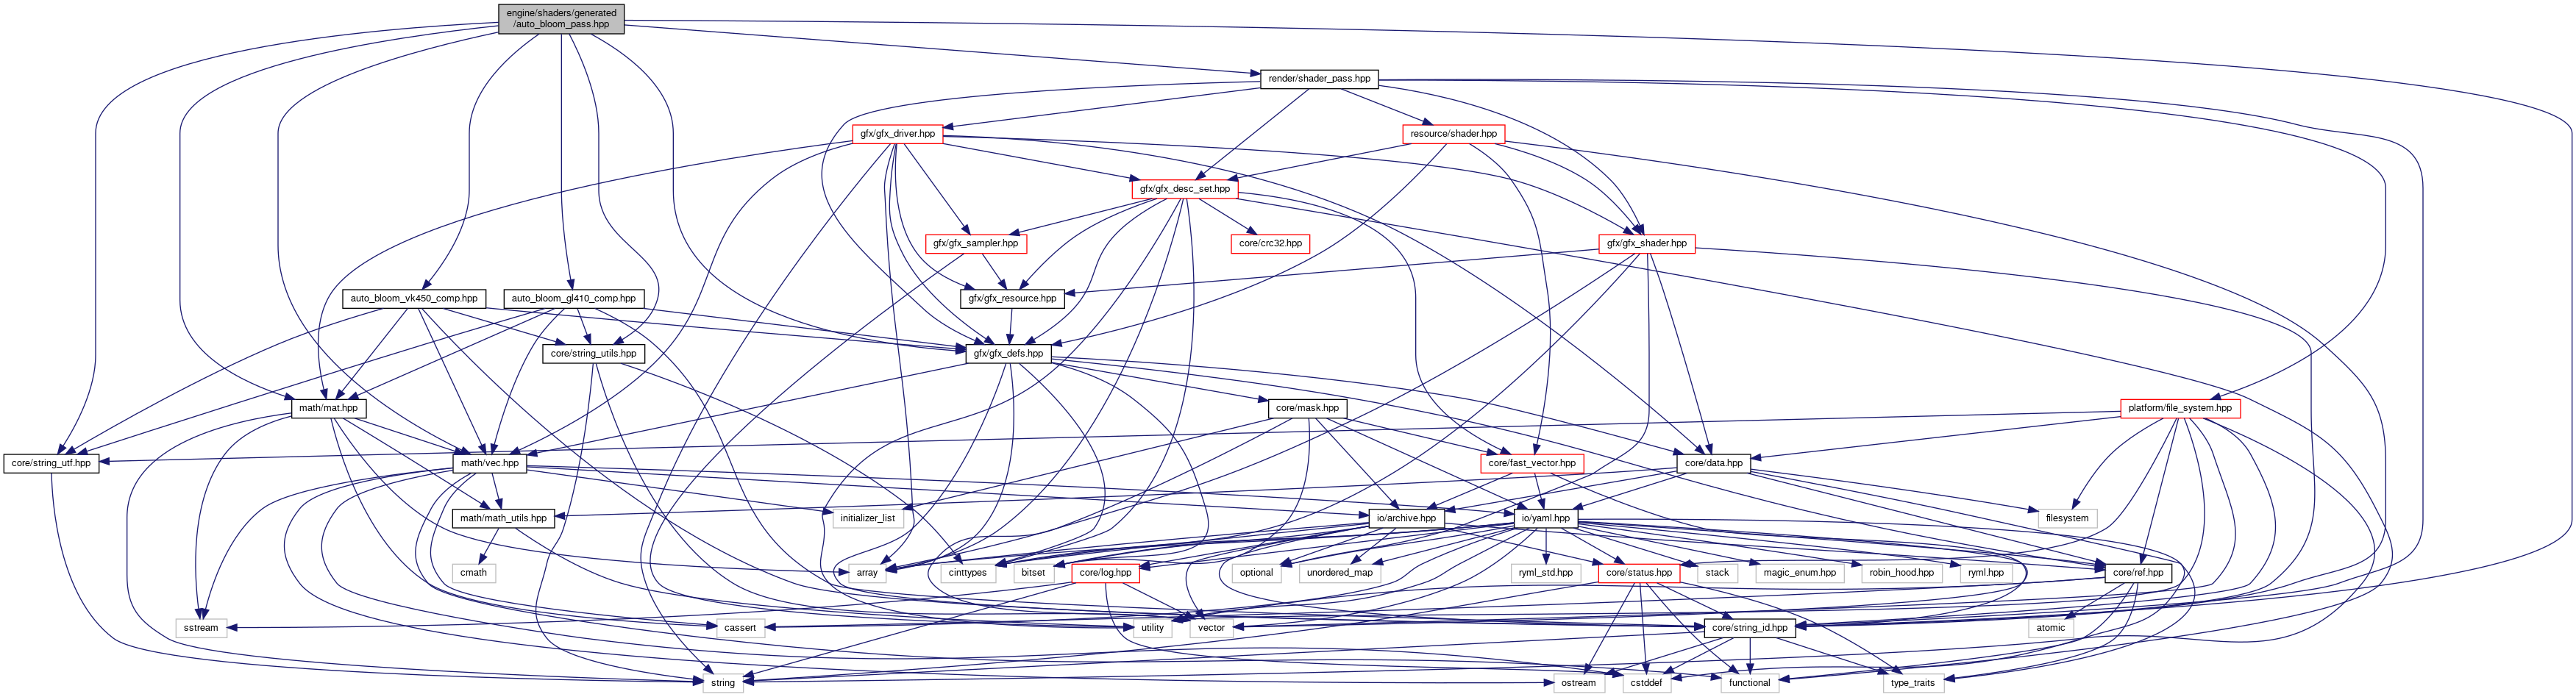 engine/shaders/generated
/auto_bloom_pass.hpp
render/shader_pass.hpp
gfx/gfx_driver.hpp
resource/shader.hpp
gfx/gfx_desc_set.hpp
gfx/gfx_sampler.hpp
core/crc32.hpp
gfx/gfx_shader.hpp
auto_bloom_vk450_comp.hpp
auto_bloom_gl410_comp.hpp
gfx/gfx_resource.hpp
core/string_utils.hpp
gfx/gfx_defs.hpp
math/mat.hpp
core/mask.hpp
platform/file_system.hpp
core/string_utf.hpp
math/vec.hpp
core/fast_vector.hpp
core/data.hpp
math/math_utils.hpp
initializer_list
io/archive.hpp
io/yaml.hpp
filesystem
cmath
array
cinttypes
bitset
core/log.hpp
optional
unordered_map
ryml_std.hpp
core/status.hpp
stack
magic_enum.hpp
robin_hood.hpp
ryml.hpp
core/ref.hpp
sstream
cassert
utility
vector
core/string_id.hpp
atomic
string
ostream
cstddef
functional
type_traits